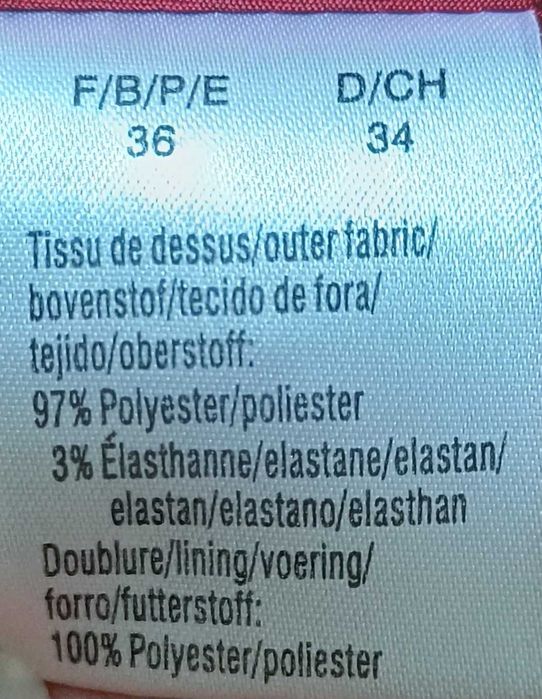 F/B/P/E D/CH
36 34
Tissu de dessus/outer fabric/
bovenstof/tecido de fora/
tejido/oberstoff:
97% Polyester/poliester
3% Élasthanne/elastane/elastan/
elastan/elastano/elasthan
Doublure/lining/voering/
forro/futterstoff:
100% Polyester/poliester